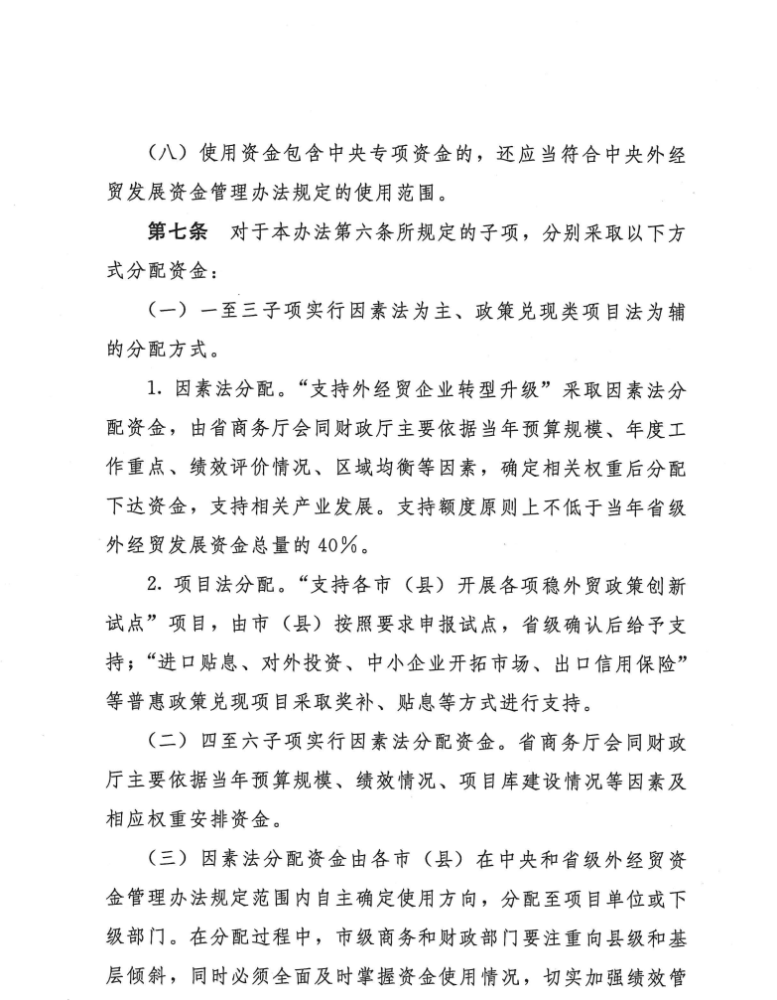 （八）使用资金包含中央专项资金的，还应当符合中央外经
贸发展资金管理办法规定的使用范围。
第七条　对于本办法第六条所规定的子项，分别采取以下方
式分配资金：
（一）一至三子项实行因素法为主、政策兑现类项目法为辅
的分配方式。
1. 因素法分配。“支持外经贸企业转型升级”采取因素法分
配资金，由省商务厅会同财政厅主要依据当年预算规模、年度工
作重点、绩效评价情况、区域均衡等因素，确定相关权重后分配
下达资金，支持相关产业发展。支持额度原则上不低于当年省级
外经贸发展资金总量的 40%。
2. 项目法分配。“支持各市（县）开展各项稳外贸政策创新
试点”项目，由市（县）按照要求申报试点，省级确认后给予支
持；“进口贴息、对外投资、中小企业开拓市场、出口信用保险”
等普惠政策兑现项目采取奖补、贴息等方式进行支持。
（二）四至六子项实行因素法分配资金。省商务厅会同财政
厅主要依据当年预算规模、绩效情况、项目库建设情况等因素及
相应权重安排资金。
（三）因素法分配资金由各市（县）在中央和省级外经贸资
金管理办法规定范围内自主确定使用方向，分配至项目单位或下
级部门。在分配过程中，市级商务和财政部门要注重向县级和基
层倾斜，同时必须全面及时掌握资金使用情况，切实加强绩效管